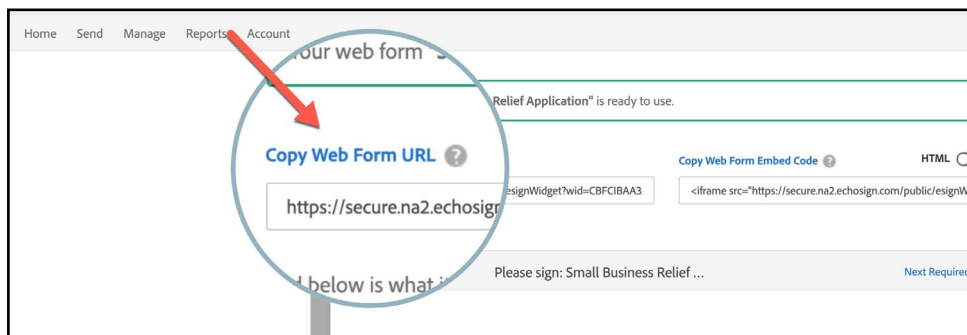 Home Send Manage Reports Account
our web form
Relief Application" is ready to use.
Copy Web Form URL ?
Copy Web Form Embed Code ?
HTML
https://secure.na2.echosign
esignWidget?wid=CBFCIBAA3.
<iframe src="https://secure.na2.echosign.com/public/esignW
below is what i
Please sign: Small Business Relief ...
Next Required